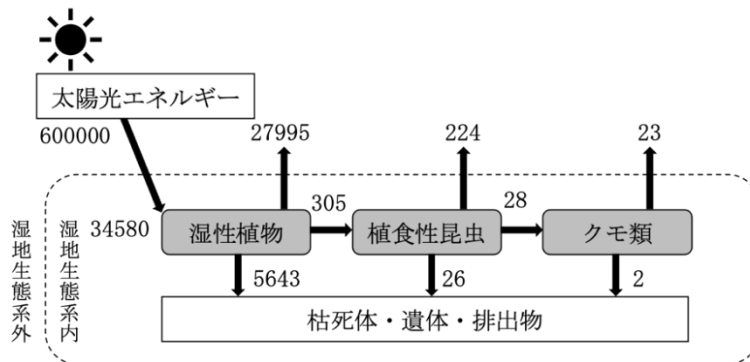 太陽光エネルギー
600000
27995
224
23
湿地生態系外
湿地生態系内
34580
湿性植物
305
植食性昆虫
28
クモ類
5643
26
2
枯死体・遺体・排出物